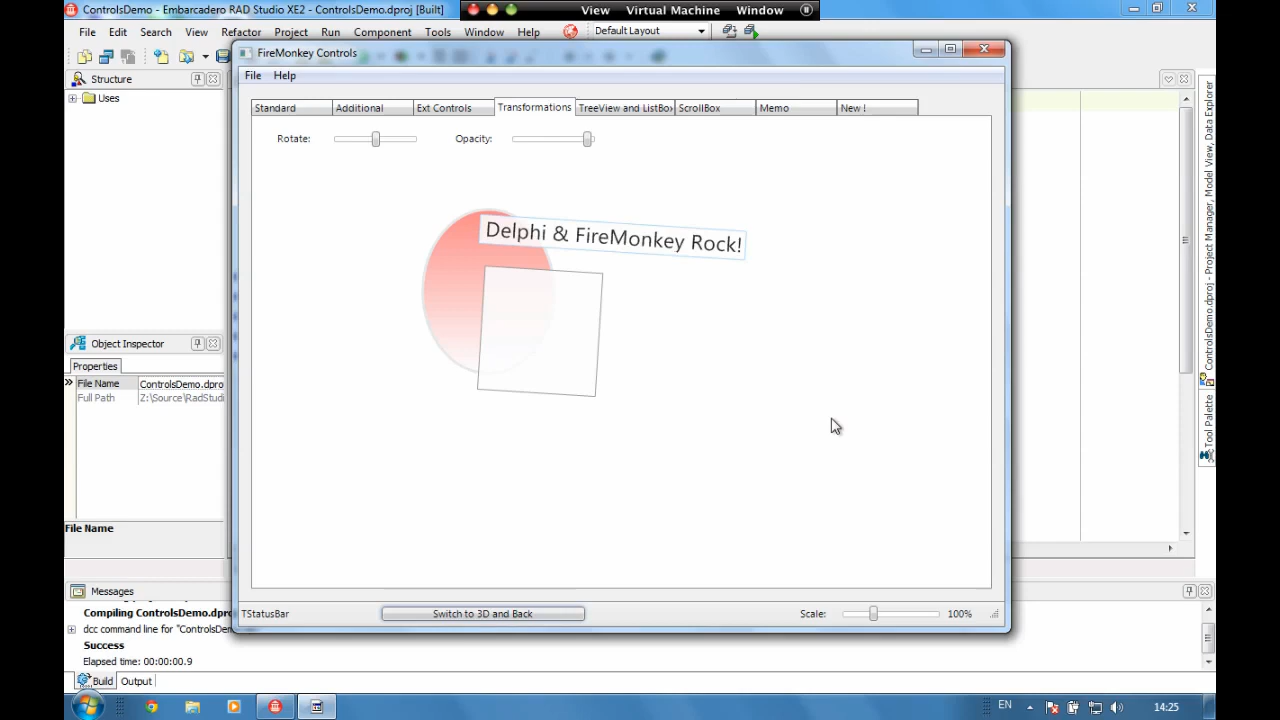 ControlsDemo - Embarcadero RAD Studio XE2 - ControlsDemo.dproj [Built]
View Virtual Machine Window
File Edit Search View Refactor Project Run Component Tools Window Help
Default Layout
FireMonkey Controls
File Help
Structure
Uses
Standard Additional Ext Controls Transformations TreeView and ListBox ScrollBox Memo New !
Rotate: Opacity:
Delphi & FireMonkey Rock!
Object Inspector
Properties
File Name ControlsDemo.dpro
Full Path Z:\Source\RadStudi
File Name
ControlsDemo.dproj - Project Manager, Model View, Data Explorer
Tool Palette
Messages
Compiling ControlsDemo.dpro
dcc command line for "ControlsDem
Success
Elapsed time: 00:00:00.9
Build Output
TStatusBar Switch to 3D and Back Scale: 100%
EN 14:25